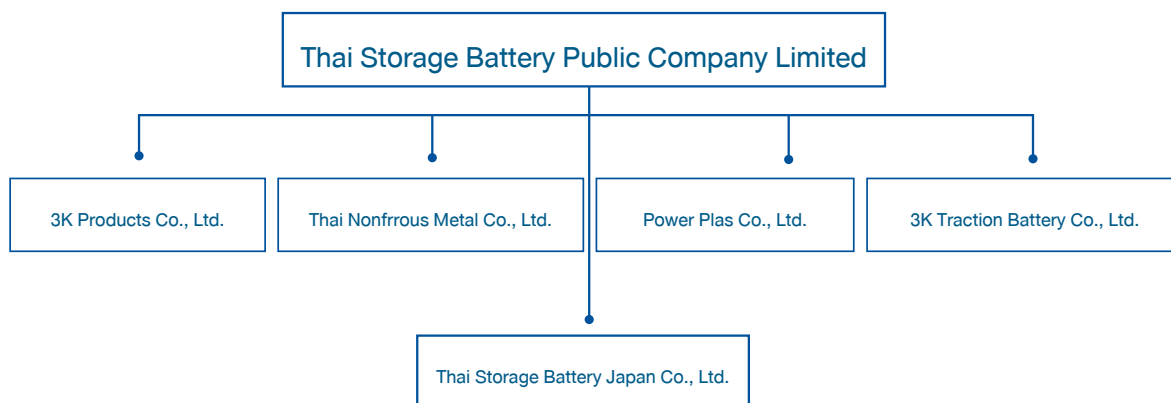 Thai Storage Battery Public Company Limited
3K Products Co., Ltd.
Thai Nonfrrous Metal Co., Ltd.
Power Plas Co., Ltd.
3K Traction Battery Co., Ltd.
Thai Storage Battery Japan Co., Ltd.